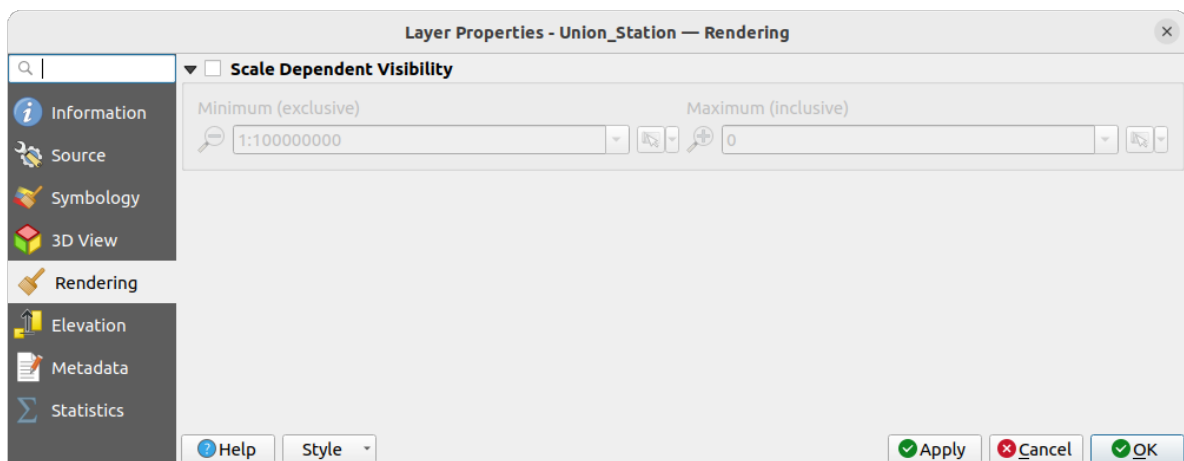 Layer Properties - Union_Station — Rendering
Scale Dependent Visibility
Information
Source
Symbology
3D View
Rendering
Elevation
Metadata
Statistics
Minimum (exclusive)
Maximum (inclusive)
1:100000000
0
Help
Style
Apply
Cancel
OK